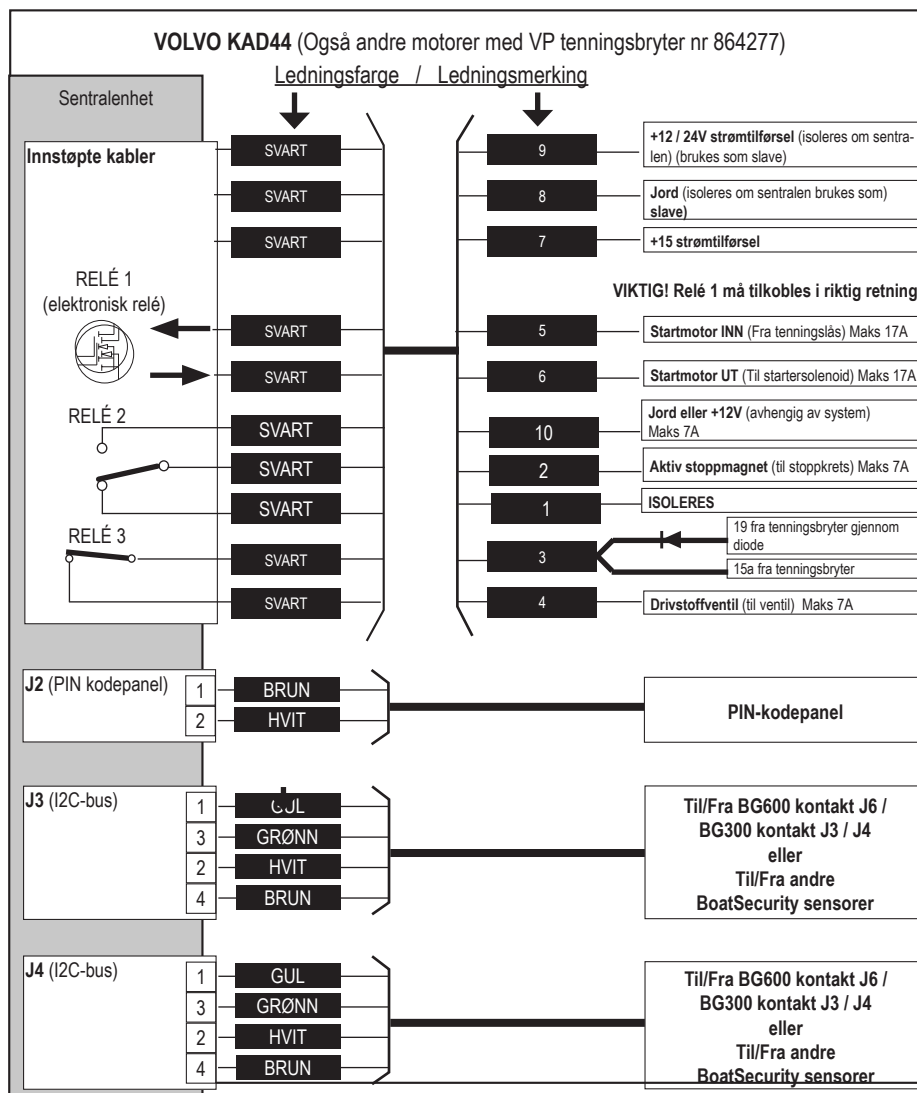 VOLVO KAD44 (Også andre motorer med VP tenningsbryter nr 864277)
Ledningsfarge / Ledningsmerking
Sentralenhet
Innstøpte kabler
SVART
9
+12 / 24V strømtilførsel (isoleres om sentra-
len) (brukes som slave)
SVART
8
Jord (isoleres om sentralen brukes som)
slave)
SVART
7
+15 strømtilførsel
VIKTIG! Relé 1 må tilkobles i riktig retning
RELÉ 1
(elektronisk relé)
SVART
5
Startmotor INN (Fra tenningslås) Maks 17A
SVART
6
Startmotor UT (Til startersolenoid) Maks 17A
RELÉ 2
SVART
10
Jord eller +12V (avhengig av system)
Maks 7A
SVART
2
Aktiv stoppmagnet (til stoppkrets) Maks 7A
SVART
1
ISOLERES
RELÉ 3
SVART
3
19 fra tenningsbryter gjennom
diode
15a fra tenningsbryter
SVART
4
Drivstoffventil (til ventil) Maks 7A
J2 (PIN kodepanel)
1
BRUN
2
HVIT
PIN-kodepanel
J3 (I2C-bus)
1
GUL
3
GRØNN
2
HVIT
4
BRUN
Til/Fra BG600 kontakt J6 /
BG300 kontakt J3 / J4
eller
Til/Fra andre
BoatSecurity sensorer
J4 (I2C-bus)
1
GUL
3
GRØNN
2
HVIT
4
BRUN
Til/Fra BG600 kontakt J6 /
BG300 kontakt J3 / J4
eller
Til/Fra andre
BoatSecurity sensorer